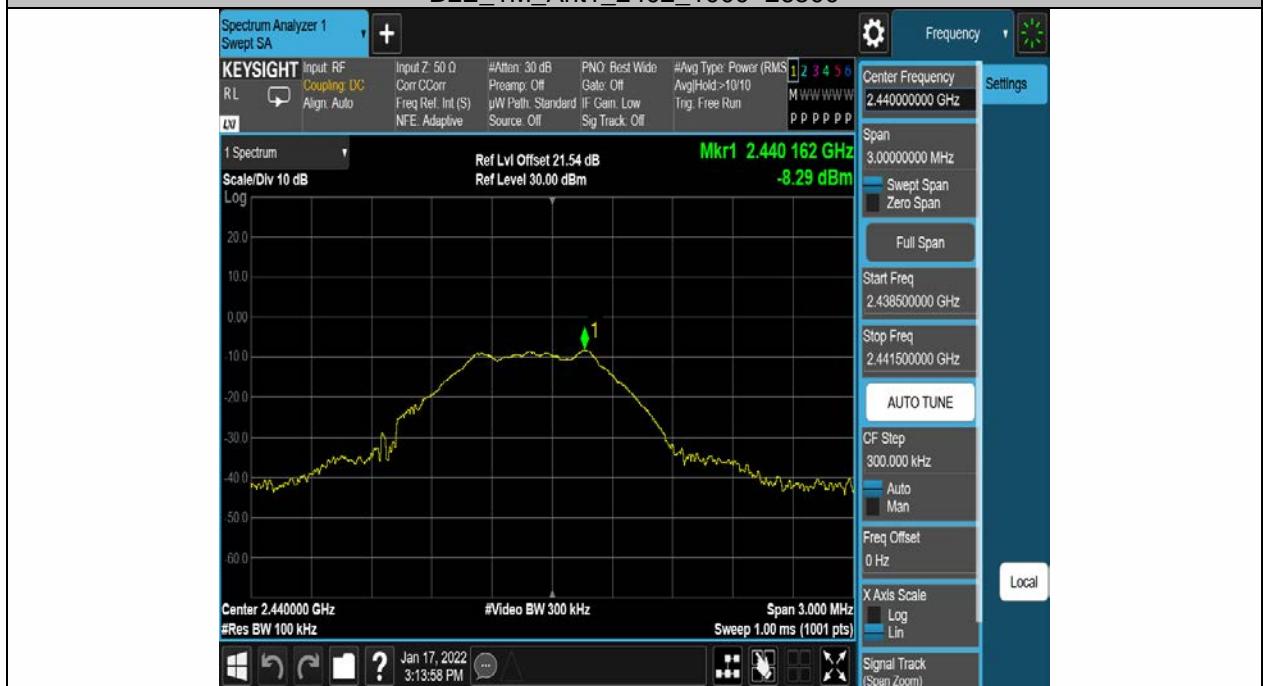 Spectrum Analyzer 1
Swept SA
+
Frequency
KEYSIGHT
RL
LXI
Input: RF
Coupling: DC
Align: Auto
Input Z: 50 Ω
Corr CCorr
Freq Ref: Int (S)
NFE: Adaptive
#Atten: 30 dB
Preamp: Off
µW Path: Standard
Source: Off
PNO: Best Wide
Gate: Off
IF Gain: Low
Sig Track: Off
#Avg Type: Power (RMS
Avg|Hold:>10/10
Trig: Free Run
1 2 3 4 5 6
M W W W W W
P P P P P P
1 Spectrum
Scale/Div 10 dB
Log
Ref Lvl Offset 21.54 dB
Ref Level 30.00 dBm
Mkr1 2.440 162 GHz
-8.29 dBm
20.0
10.0
0.00
1
-10.0
-20.0
-30.0
-40.0
-50.0
-60.0
Center 2.440000 GHz
#Res BW 100 kHz
#Video BW 300 kHz
Span 3.000 MHz
Sweep 1.00 ms (1001 pts)
?
Jan 17, 2022
3:13:58 PM
Center Frequency
2.440000000 GHz
Span
3.00000000 MHz
Swept Span
Zero Span
Full Span
Start Freq
2.438500000 GHz
Stop Freq
2.441500000 GHz
AUTO TUNE
CF Step
300.000 kHz
Auto
Man
Freq Offset
0 Hz
X Axis Scale
Log
Lin
Signal Track
(Span Zoom)
Settings
Local